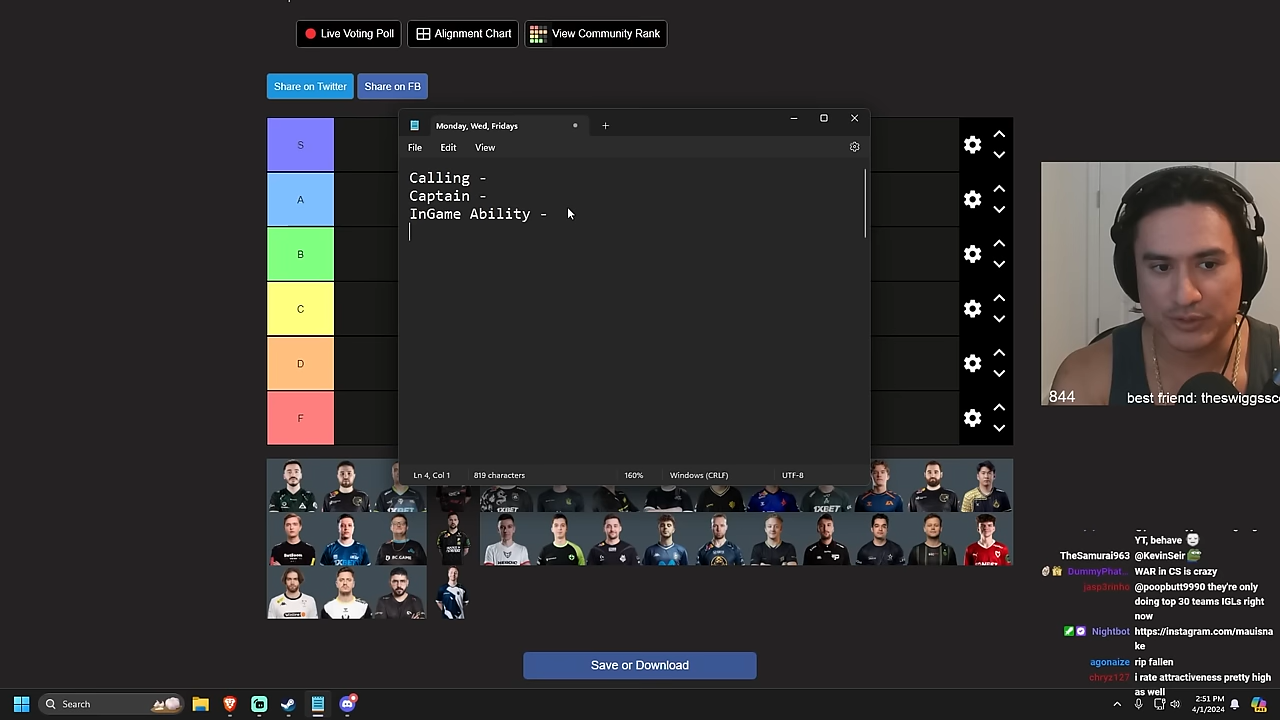 Live Voting Poll
Alignment Chart
View Community Rank
Share on Twitter
Share on FB
Monday, Wed, Fridays
File
Edit
View
Calling -
Captain -
InGame Ability -
S
A
B
C
D
F
Ln 4, Col 1
819 characters
160%
Windows (CRLF)
UTF-8
844
best friend: theswiggssc
YT, behave
TheSamurai963 @KevinSeir
DummyPhat... WAR in CS is crazy
jasp3rinho @poopbutt9990 they're only
doing top 30 teams IGLs right
now
Nightbot https://instagram.com/mauisna
ke
agonaize rip fallen
chryz127 i rate attractiveness pretty high
as well
Save or Download
Search
2:51 PM
4/1/2024